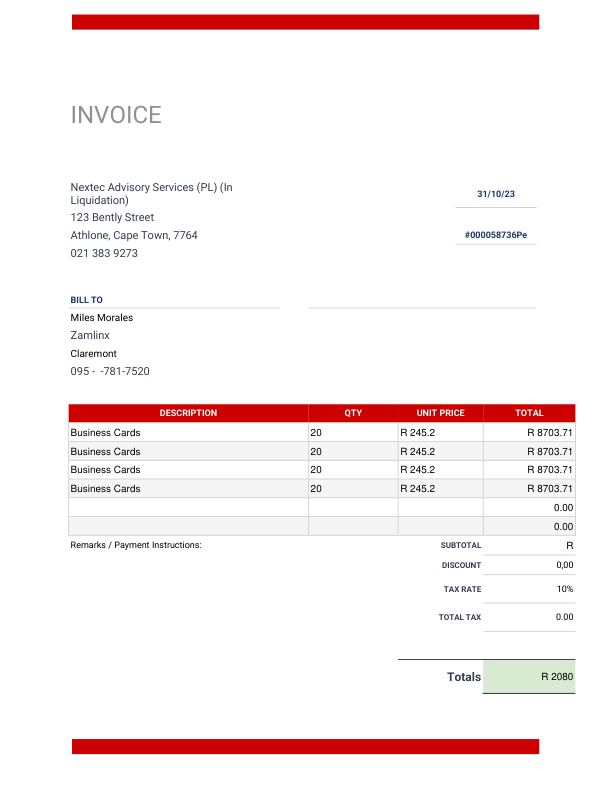 INVOICE
Nextec Advisory Services (PL) (In
Liquidation)
31/10/23
123 Bently Street
Athlone, Cape Town, 7764
#000058736Pe
021 383 9273
BILL TO
Miles Morales
Zamlinx
Claremont
095 -  -781-7520
DESCRIPTION QTY UNIT PRICE TOTAL
Business Cards 20 R 245.2 R 8703.71
Business Cards 20 R 245.2 R 8703.71
Business Cards 20 R 245.2 R 8703.71
Business Cards 20 R 245.2 R 8703.71
0.00
0.00
Remarks / Payment Instructions: SUBTOTAL R
DISCOUNT 0,00
TAX RATE 10%
TOTAL TAX 0.00
Totals R 2080